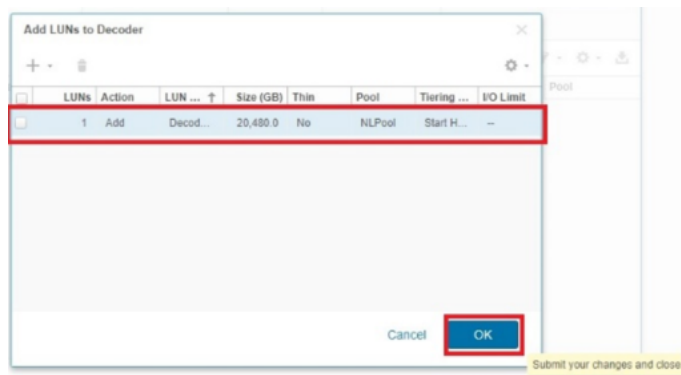 Add LUNs to Decoder
LUNs Action LUN ... ↑ Size (GB) Thin Pool Tiering ... I/O Limit
Pool
1 Add Decod... 20,480.0 No NLPool Start H... --
Cancel OK
Submit your changes and close